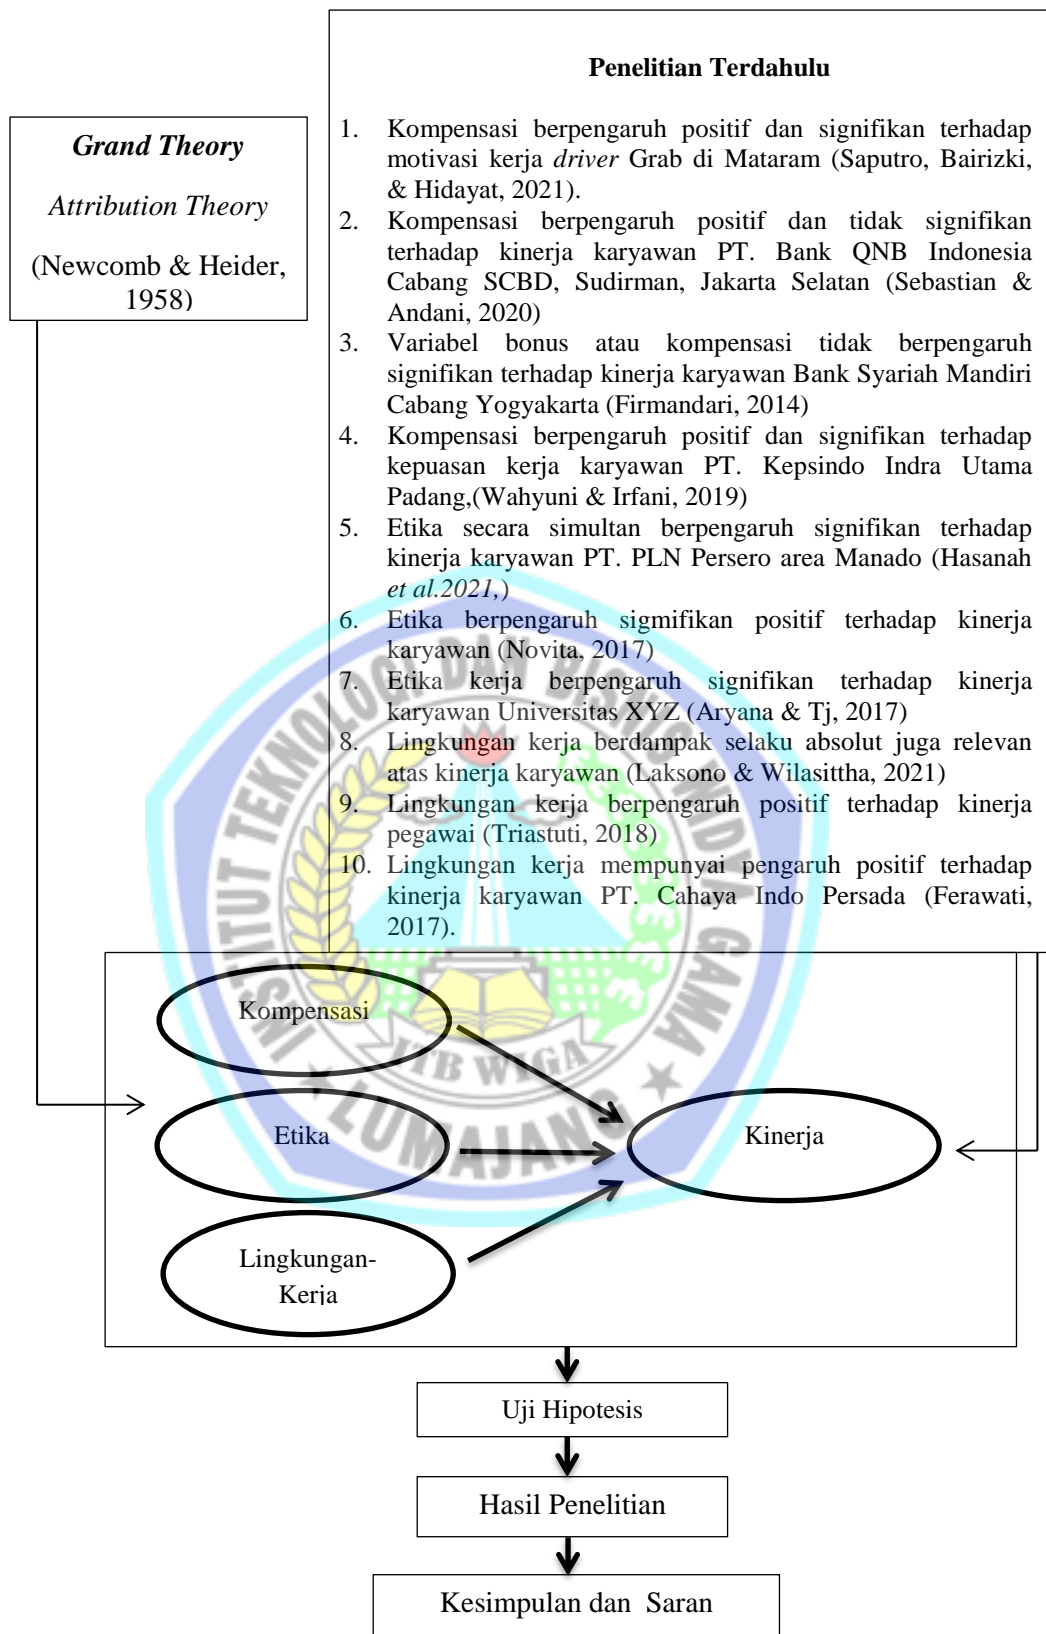 Penelitian Terdahulu
Grand Theory
Attribution Theory
(Newcomb & Heider,
1958)
1. Kompensasi berpengaruh positif dan signifikan terhadap
motivasi kerja driver Grab di Mataram (Saputro, Bairizki,
& Hidayat, 2021).
2. Kompensasi berpengaruh positif dan tidak signifikan
terhadap kinerja karyawan PT. Bank QNB Indonesia
Cabang SCBD, Sudirman, Jakarta Selatan (Sebastian &
Andani, 2020)
3. Variabel bonus atau kompensasi tidak berpengaruh
signifikan terhadap kinerja karyawan Bank Syariah Mandiri
Cabang Yogyakarta (Firmandari, 2014)
4. Kompensasi berpengaruh positif dan signifikan terhadap
kepuasan kerja karyawan PT. Kepsindo Indra Utama
Padang,(Wahyuni & Irfani, 2019)
5. Etika secara simultan berpengaruh signifikan terhadap
kinerja karyawan PT. PLN Persero area Manado (Hasanah
et al.2021,)
6. Etika berpengaruh sigmifikan positif terhadap kinerja
karyawan (Novita, 2017)
7. Etika kerja berpengaruh signifikan terhadap kinerja
karyawan Universitas XYZ (Aryana & Tj, 2017)
8. Lingkungan kerja berdampak selaku absolut juga relevan
atas kinerja karyawan (Laksono & Wilasittha, 2021)
9. Lingkungan kerja berpengaruh positif terhadap kinerja
pegawai (Triastuti, 2018)
10. Lingkungan kerja mempunyai pengaruh positif terhadap
kinerja karyawan PT. Cahaya Indo Persada (Ferawati,
2017).
INSTITUT TEKNOLOGI DAN BISNIS WIDYA GAMA
ITB WIGA
LUMAJANG
Kompensasi
Etika
Kinerja
Lingkungan-
Kerja
Uji Hipotesis
Hasil Penelitian
Kesimpulan dan  Saran